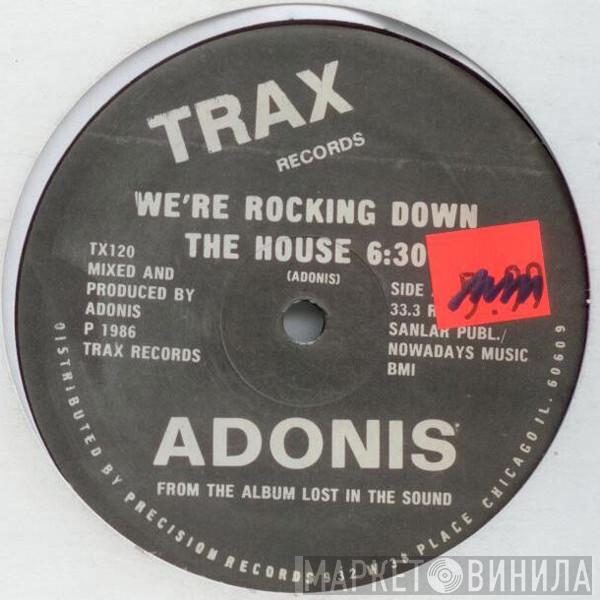 TRAX
RECORDS
WE'RE ROCKING DOWN
THE HOUSE 6:30
(ADONIS)
TX120
MIXED AND
PRODUCED BY
ADONIS
P 1986
TRAX RECORDS
SIDE
33.3
SANLAR PUBL./
NOWADAYS MUSIC
BMI
ADONIS
FROM THE ALBUM LOST IN THE SOUND
DISTRIBUTED BY PRECISION RECORDS 932 W 38 PLACE CHICAGO IL. 60609
МАРКЕТ ВИНИЛА